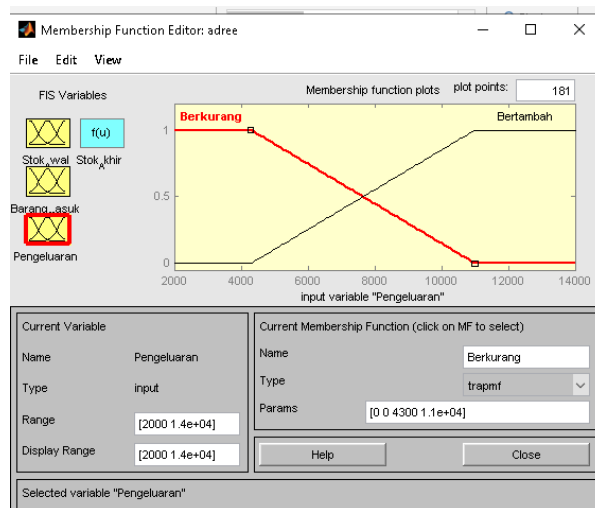 Membership Function Editor: adree
File Edit View
FIS Variables
Membership function plots plot points: 181
f(u)
Stok_Awal Stok_Akhir
Barang_Masuk
Pengeluaran
Berkurang Bertambah
1
0.5
0
2000 4000 6000 8000 10000 12000 14000
input variable "Pengeluaran"
Current Variable
Name Pengeluaran
Type input
Range [2000 1.4e+04]
Display Range [2000 1.4e+04]
Current Membership Function (click on MF to select)
Name Berkurang
Type trapmf
Params [0 0 4300 1.1e+04]
Help Close
Selected variable "Pengeluaran"